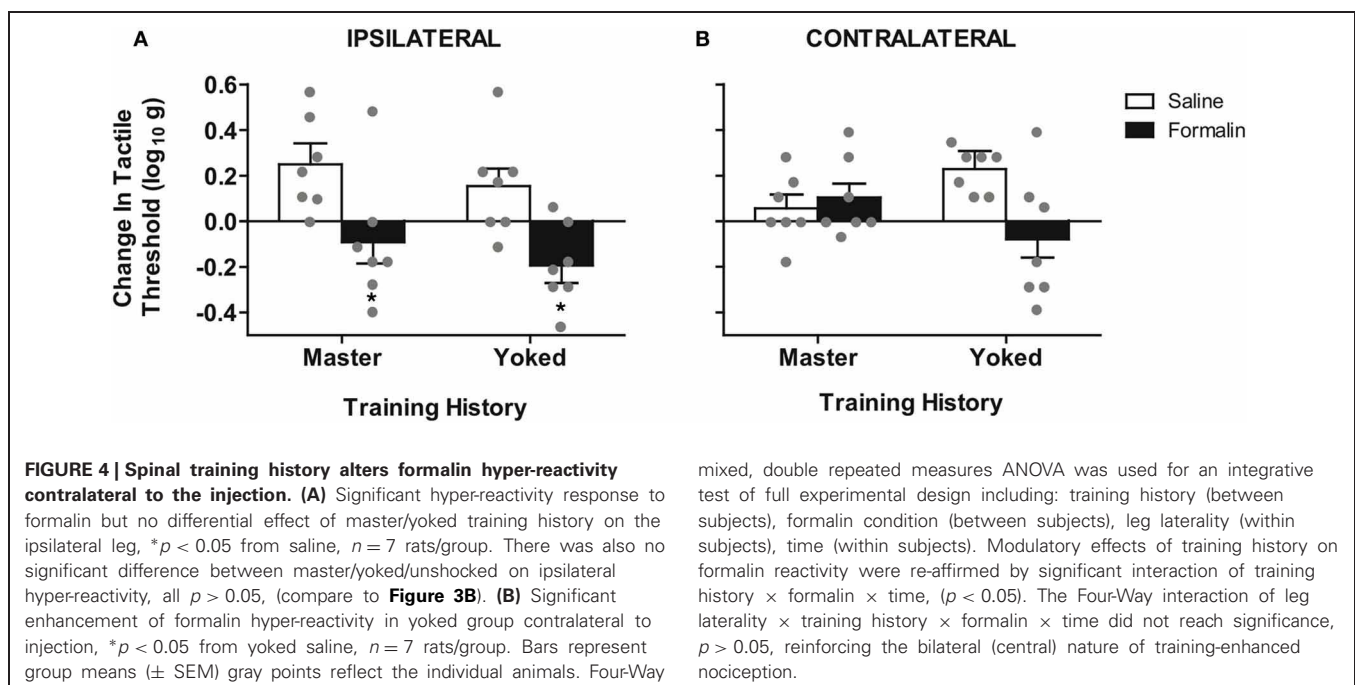 A
IPSILATERAL
B
CONTRALATERAL
Change In Tactile
Threshold (log10 g)
0.6
0.4
0.2
0.0
-0.2
-0.4
*
*
Master
Yoked
Training History
Master
Yoked
Training History
Saline
Formalin
FIGURE 4 | Spinal training history alters formalin hyper-reactivity
contralateral to the injection. (A) Significant hyper-reactivity response to
formalin but no differential effect of master/yoked training history on the
ipsilateral leg, *p < 0.05 from saline, n = 7 rats/group. There was also no
significant difference between master/yoked/unshocked on ipsilateral
hyper-reactivity, all p > 0.05, (compare to Figure 3B). (B) Significant
enhancement of formalin hyper-reactivity in yoked group contralateral to
injection, *p < 0.05 from yoked saline, n = 7 rats/group. Bars represent
group means (± SEM) gray points reflect the individual animals. Four-Way
mixed, double repeated measures ANOVA was used for an integrative
test of full experimental design including: training history (between
subjects), formalin condition (between subjects), leg laterality (within
subjects), time (within subjects). Modulatory effects of training history on
formalin reactivity were re-affirmed by significant interaction of training
history × formalin × time, (p < 0.05). The Four-Way interaction of leg
laterality × training history × formalin × time did not reach significance,
p > 0.05, reinforcing the bilateral (central) nature of training-enhanced
nociception.